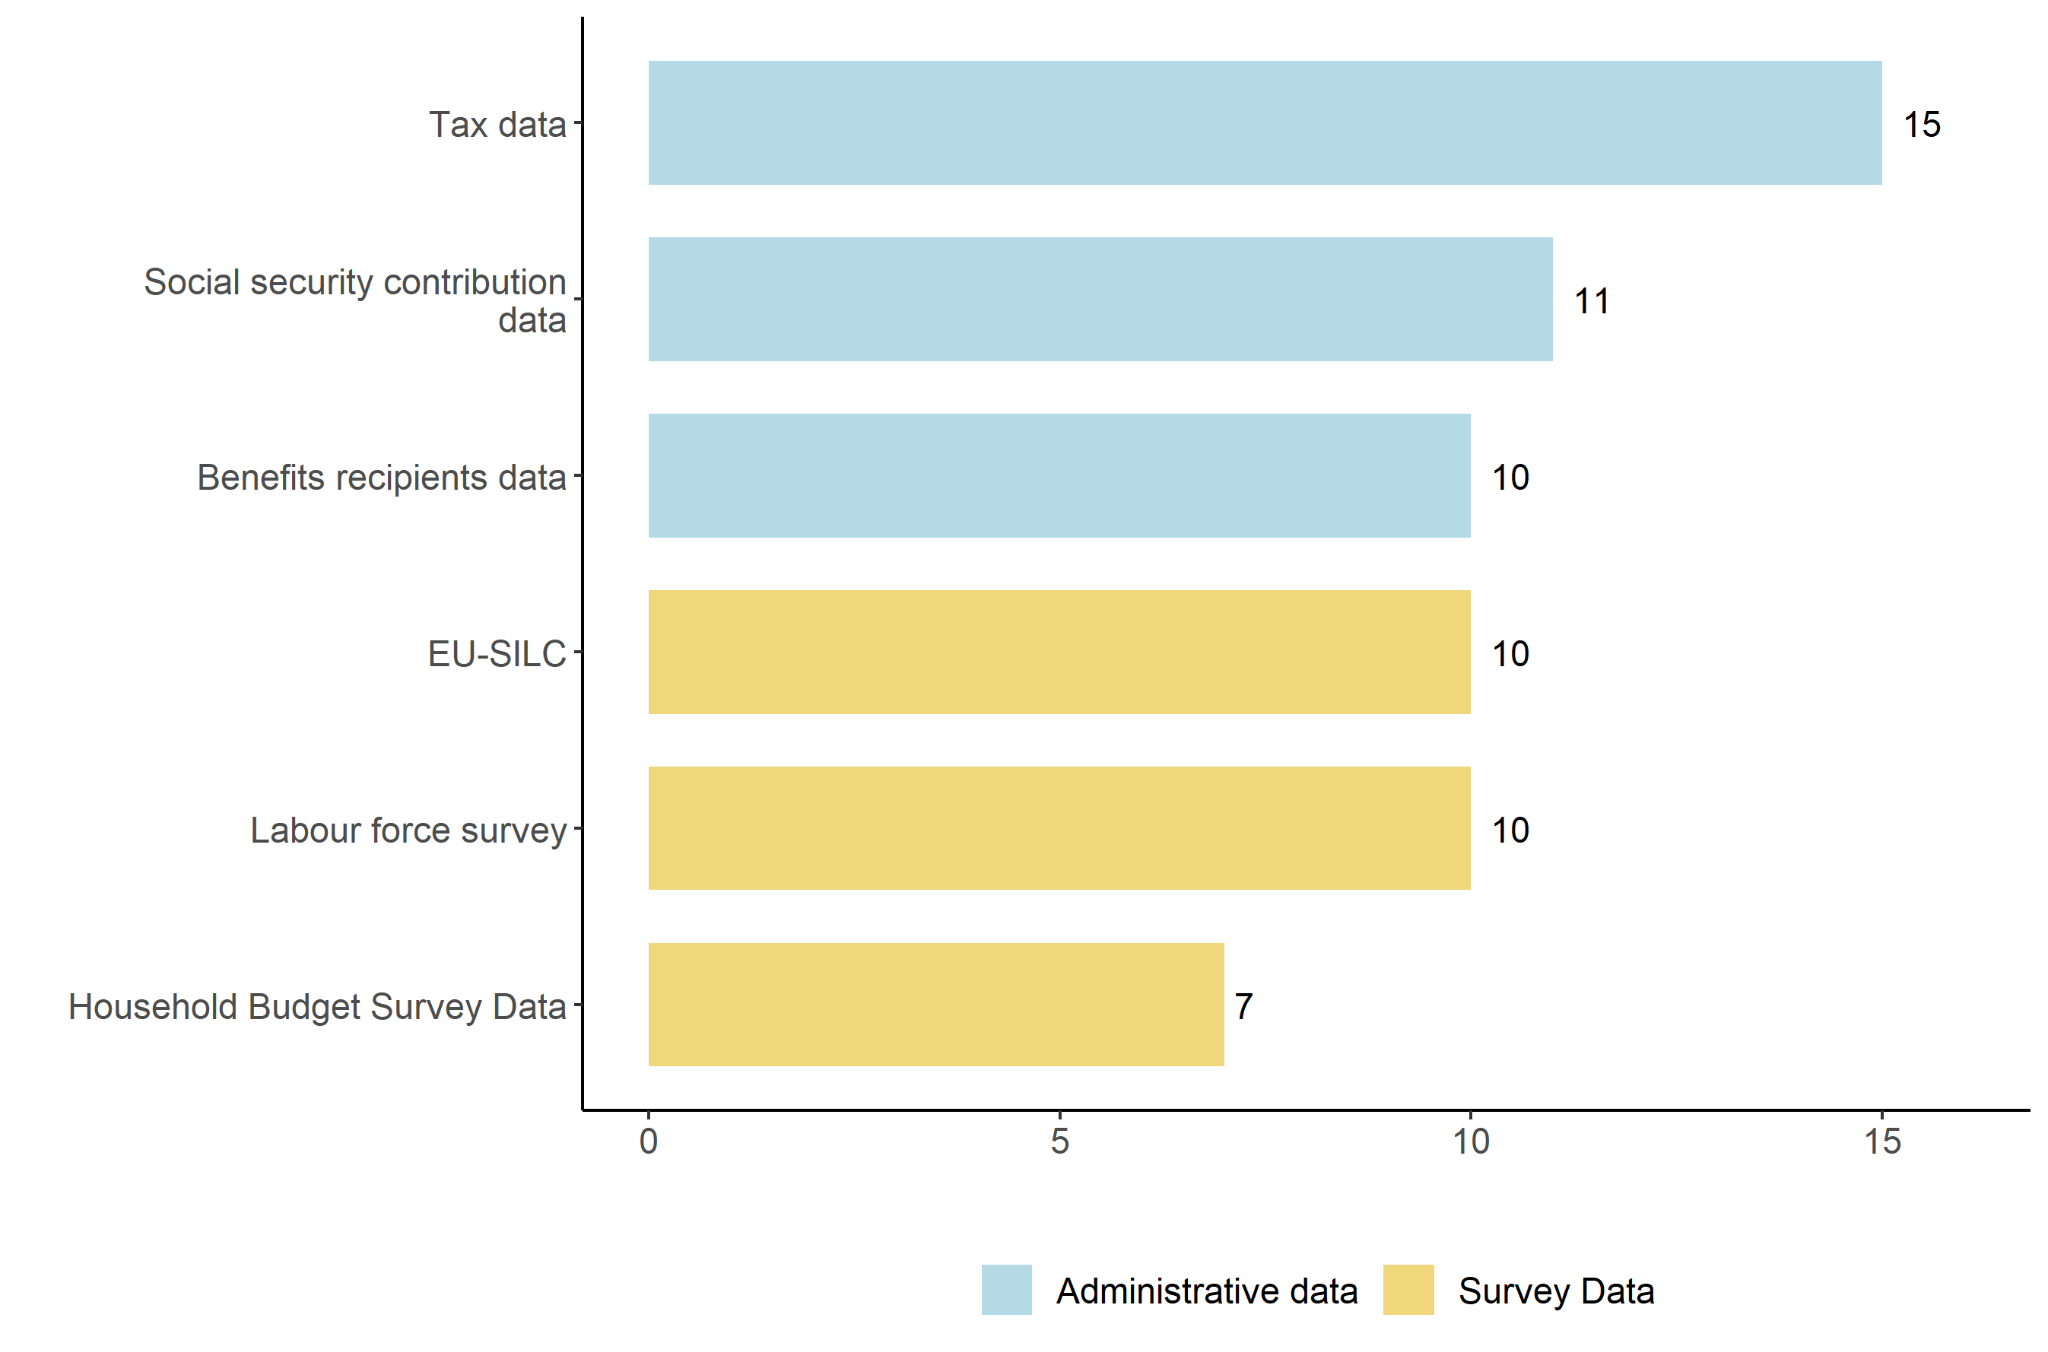 Tax data
15
Social security contribution
data
11
Benefits recipients data
10
EU-SILC
10
Labour force survey
10
Household Budget Survey Data
7
0 5 10 15
Administrative data Survey Data